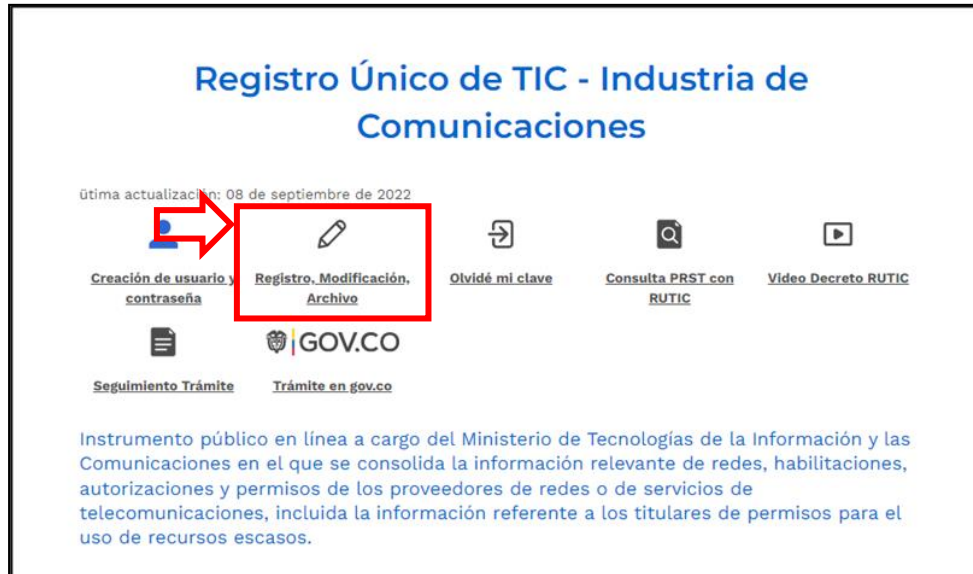 Registro Único de TIC - Industria de
Comunicaciones
útima actualización: 08 de septiembre de 2022
Creación de usuario y
contraseña
Registro, Modificación,
Archivo
Olvidé mi clave
Consulta PRST con
RUTIC
Video Decreto RUTIC
GOV.CO
Seguimiento Trámite
Trámite en gov.co
Instrumento público en línea a cargo del Ministerio de Tecnologías de la Información y las
Comunicaciones en el que se consolida la información relevante de redes, habilitaciones,
autorizaciones y permisos de los proveedores de redes o de servicios de
telecomunicaciones, incluida la información referente a los titulares de permisos para el
uso de recursos escasos.